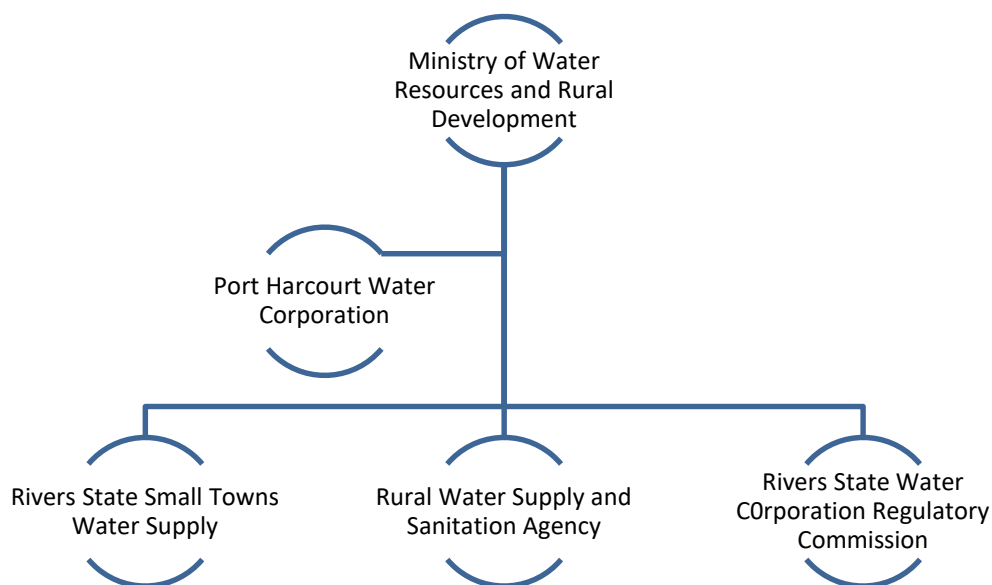 Ministry of Water
Resources and Rural
Development
Port Harcourt Water
Corporation
Rivers State Small Towns
Water Supply
Rural Water Supply and
Sanitation Agency
Rivers State Water
C0rporation Regulatory
Commission